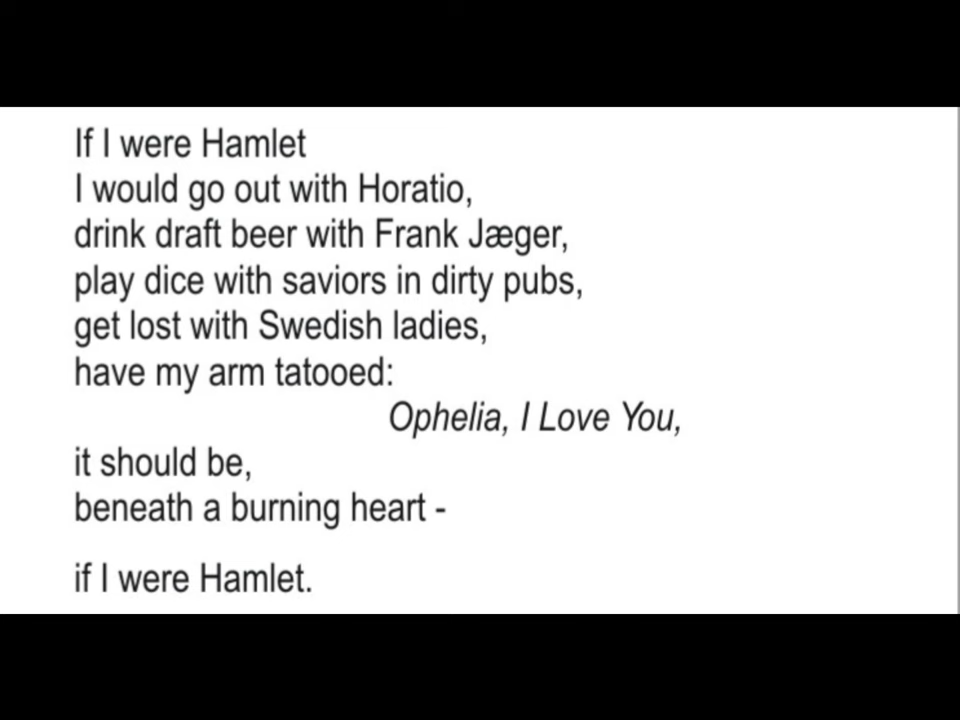 If I were Hamlet
I would go out with Horatio,
drink draft beer with Frank Jæger,
play dice with saviors in dirty pubs,
get lost with Swedish ladies,
have my arm tatooed:
Ophelia, I Love You,
it should be,
beneath a burning heart -
if I were Hamlet.